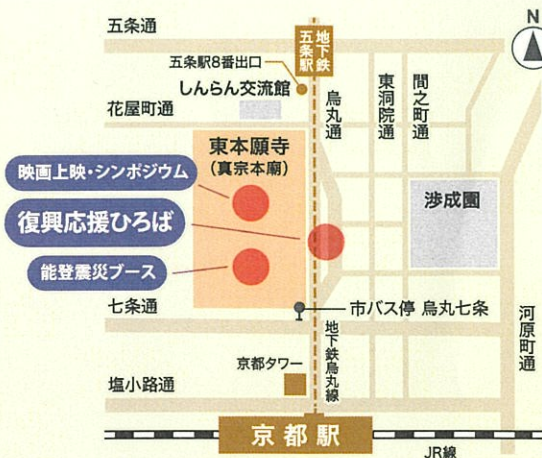 五条通
地下鉄
五条駅
N
五条駅8番出口
しんらん交流館
花屋町通
烏丸通
東洞院通
間之町通
東本願寺
(真宗本廟)
映画上映・シンポジウム
復興応援ひろば
能登震災ブース
渉成園
七条通
市バス停 烏丸七条
地下鉄烏丸線
河原町通
京都タワー
塩小路通
京都駅
JR線